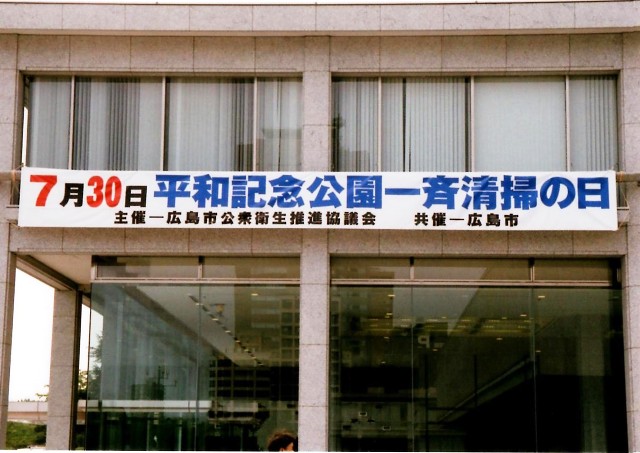 7月30日平和記念公園一斉清掃の日
主催ー広島市公衆衛生推進協議会 共催ー広島市